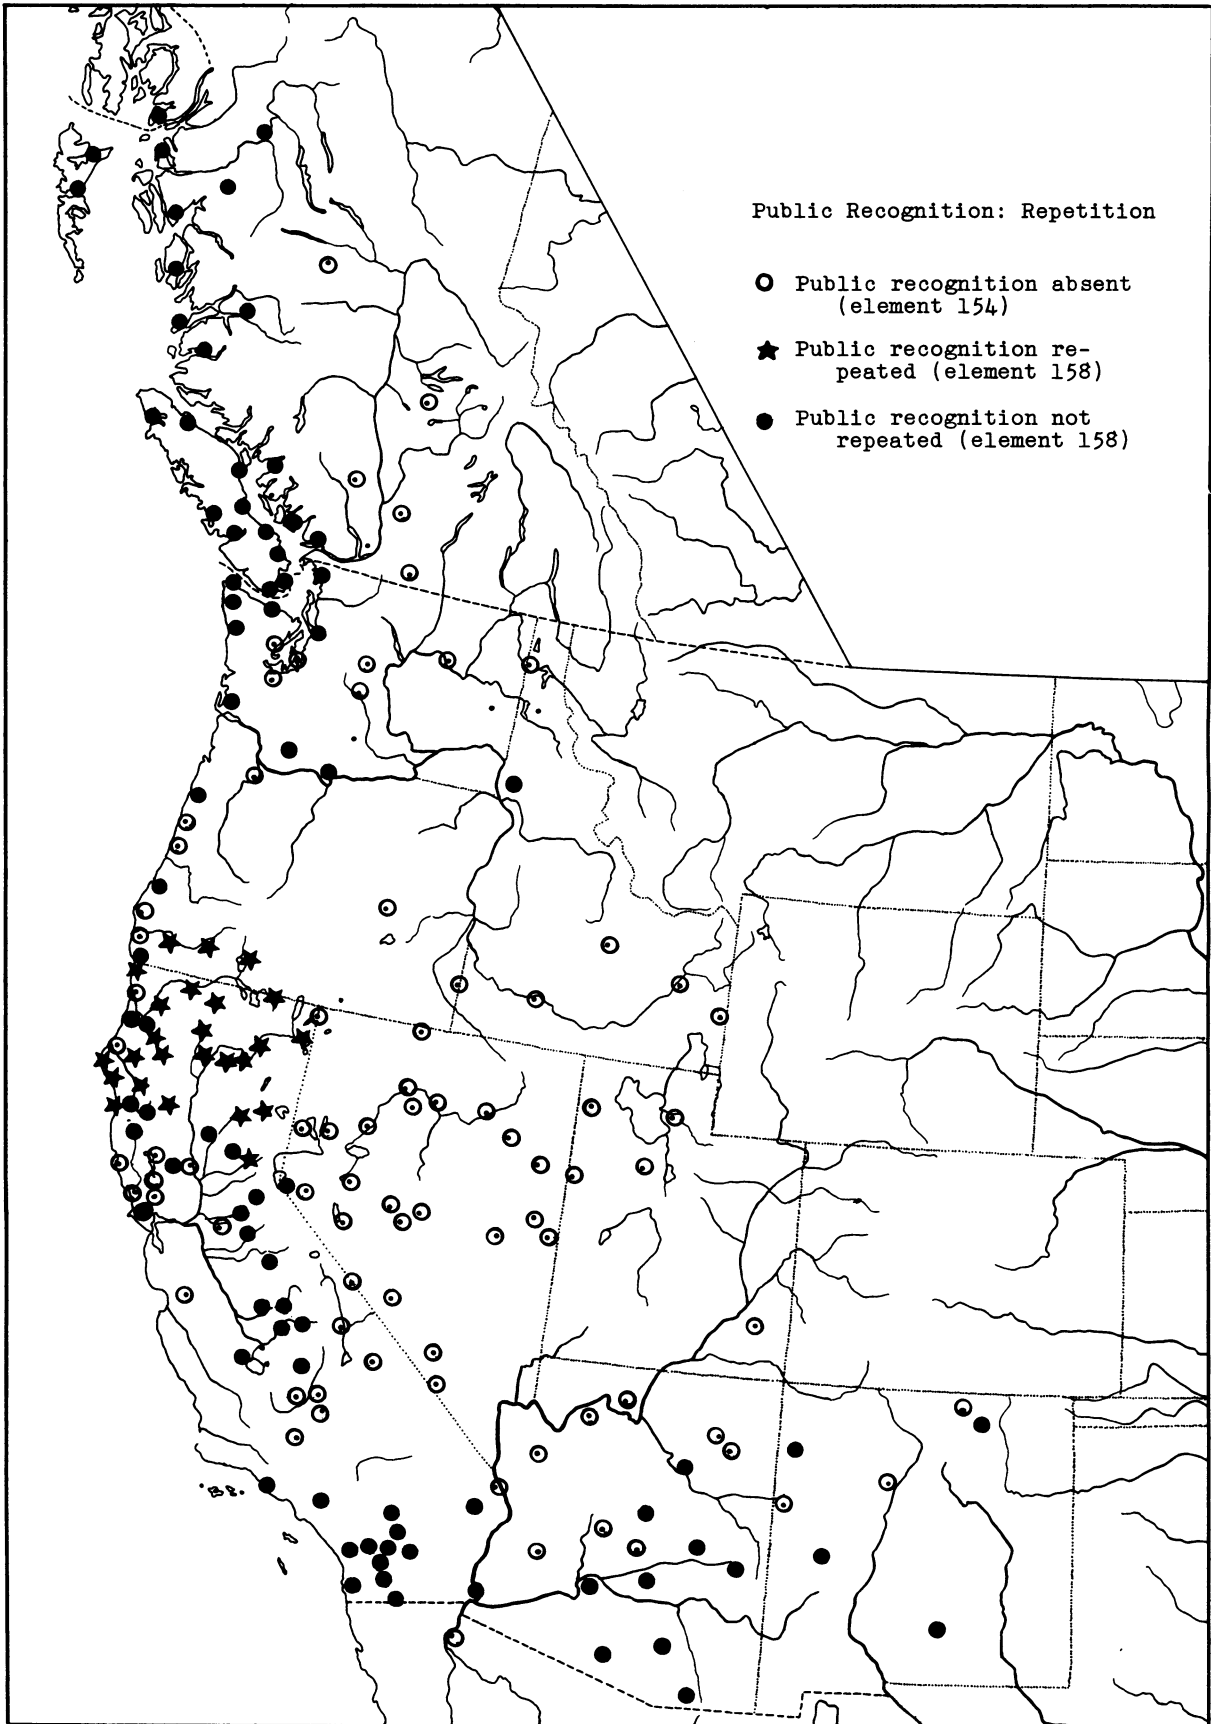 Public Recognition: Repetition
Public recognition absent
(element 154)
Public recognition re-
peated (element 158)
Public recognition not
repeated (element 158)